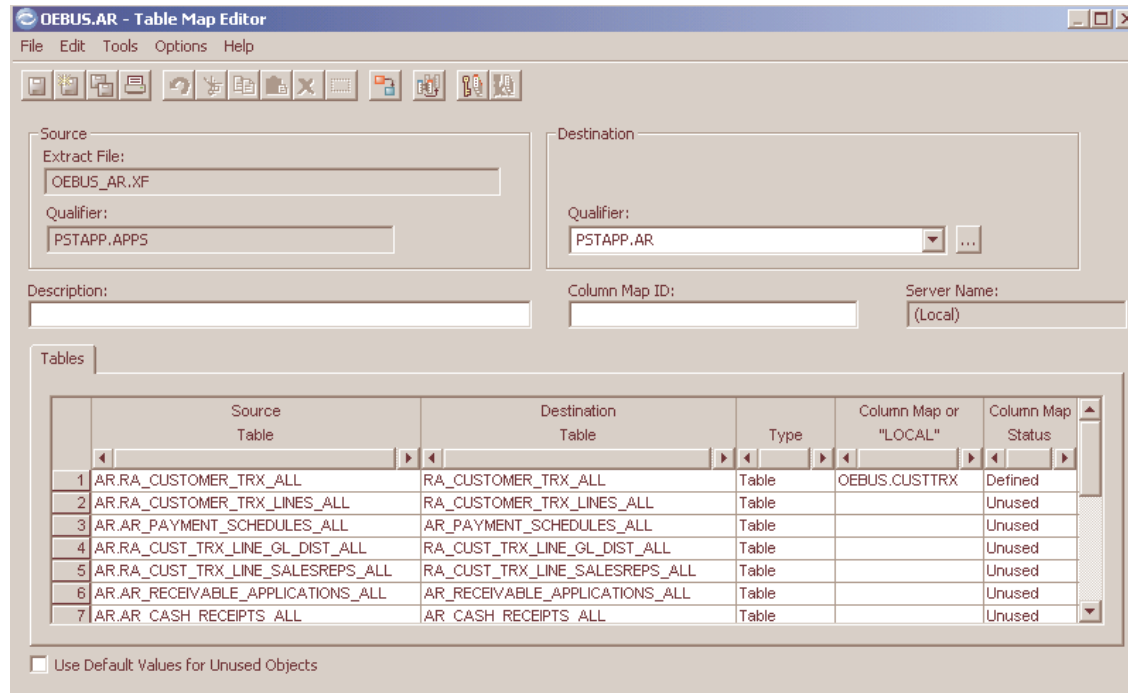 OEBUS.AR - Table Map Editor
File Edit Tools Options Help
Source
Destination
Extract File:
OEBUS_AR.XF
Qualifier:
Qualifier:
PSTAPP.APPS
PSTAPP.AR
...
Description:
Column Map ID:
Server Name:
(Local)
Tables
Source Table
Destination Table
Type
Column Map or "LOCAL"
Column Map Status
1 AR.RA_CUSTOMER_TRX_ALL RA_CUSTOMER_TRX_ALL Table OEBUS.CUSTTRX Defined
2 AR.RA_CUSTOMER_TRX_LINES_ALL RA_CUSTOMER_TRX_LINES_ALL Table Unused
3 AR.AR_PAYMENT_SCHEDULES_ALL AR_PAYMENT_SCHEDULES_ALL Table Unused
4 AR.RA_CUST_TRX_LINE_GL_DIST_ALL RA_CUST_TRX_LINE_GL_DIST_ALL Table Unused
5 AR.RA_CUST_TRX_LINE_SALESREPS_ALL RA_CUST_TRX_LINE_SALESREPS_ALL Table Unused
6 AR.AR_RECEIVABLE_APPLICATIONS_ALL AR_RECEIVABLE_APPLICATIONS_ALL Table Unused
7 AR.AR_CASH_RECEIPTS_ALL AR_CASH_RECEIPTS_ALL Table Unused
Use Default Values for Unused Objects